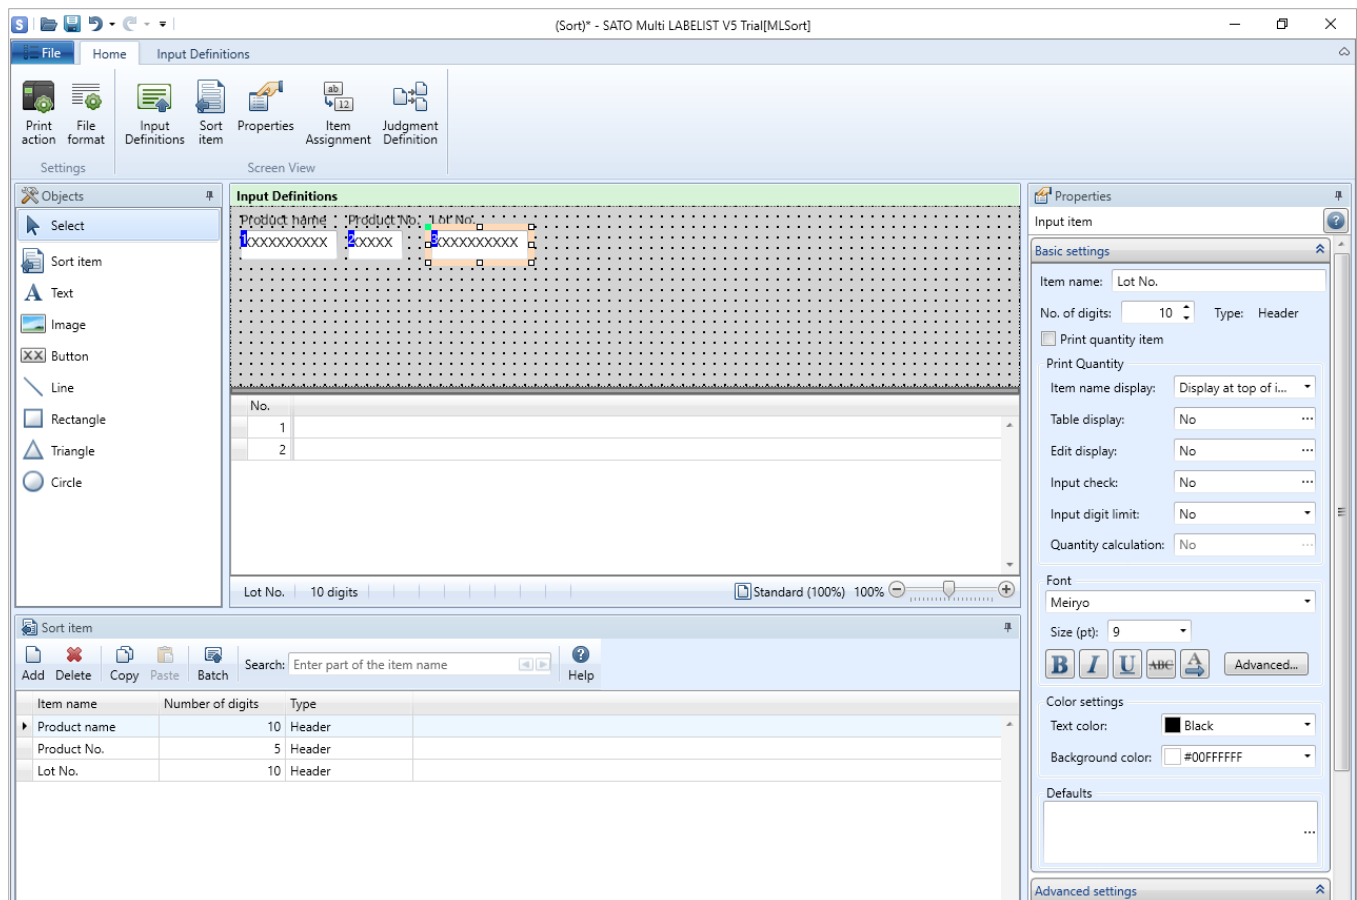 S
(Sort)* - SATO Multi LABELIST V5 Trial[MLSort]
File Home Input Definitions
Print action
File format
Input Definitions
Sort item
Properties
ab 12
Item Assignment
Judgment Definition
Settings
Screen View
Objects
Select
Sort item
A Text
Image
XX Button
Line
Rectangle
Triangle
Circle
Input Definitions
Product name Product No. Lot No.
1XXXXXXXXXX 2XXXXX 3XXXXXXXXXX
No.
1
2
Lot No. 10 digits Standard (100%) 100%
Sort item
Add Delete Copy Paste Batch Search: Enter part of the item name Help
Item name Number of digits Type
Product name 10 Header
Product No. 5 Header
Lot No. 10 Header
Properties
Input item ?
Basic settings
Item name: Lot No.
No. of digits: 10 Type: Header
Print quantity item
Print Quantity
Item name display: Display at top of i...
Table display: No ...
Edit display: No ...
Input check: No ...
Input digit limit: No
Quantity calculation: No ...
Font
Meiryo
Size (pt): 9
B I U ABC A Advanced...
Color settings
Text color: Black
Background color: #00FFFFFF
Defaults
...
Advanced settings